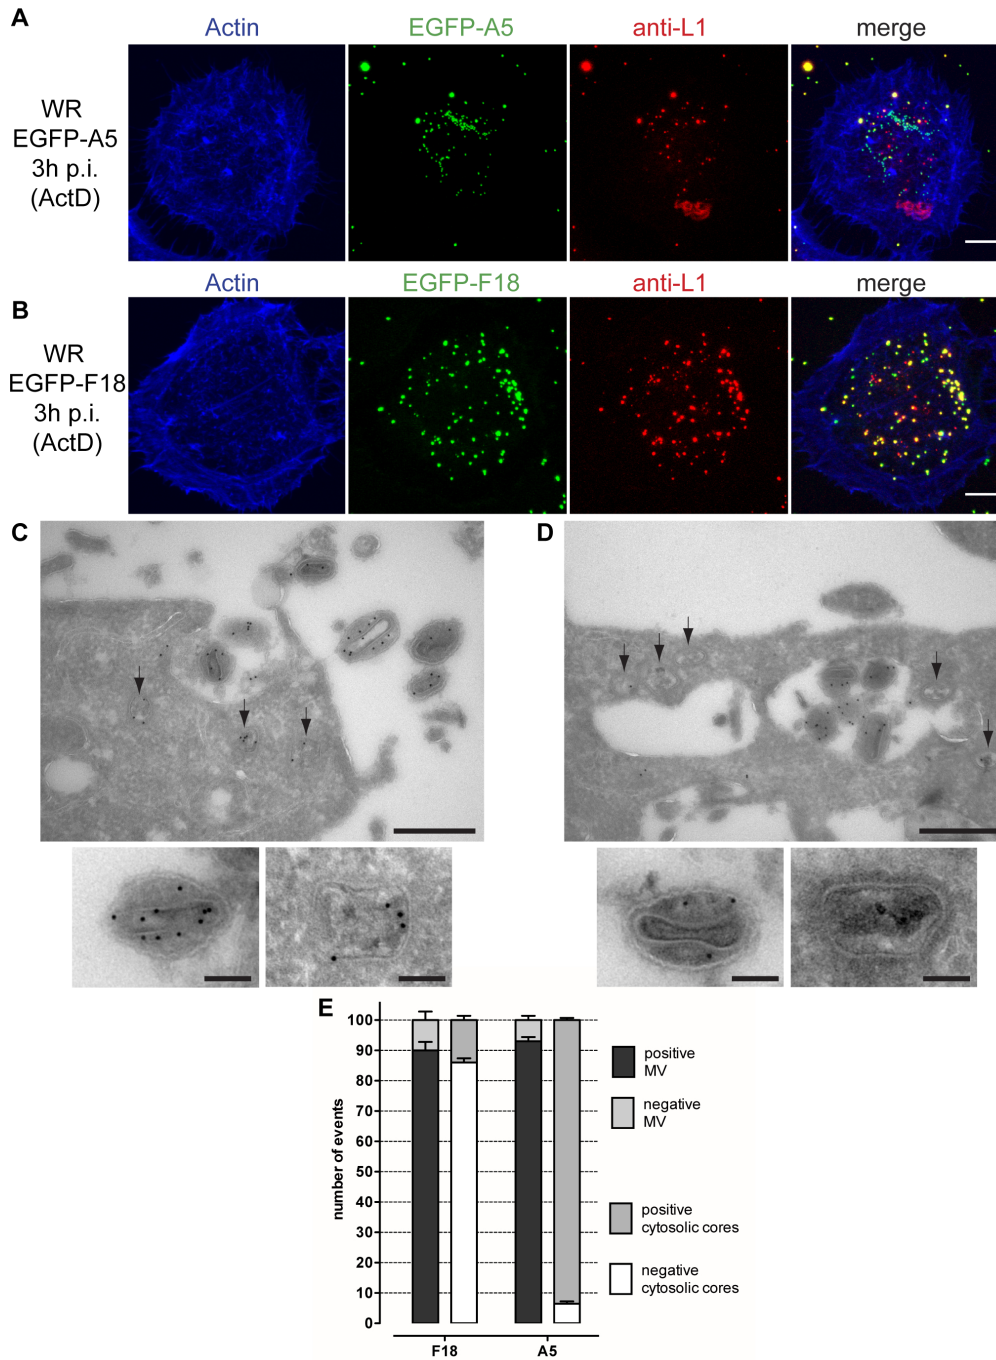 A
Actin
EGFP-A5
anti-L1
merge
WR
EGFP-A5
3h p.i.
(ActD)
B
Actin
EGFP-F18
anti-L1
merge
WR
EGFP-F18
3h p.i.
(ActD)
C
D
E
number of events
100
90
80
70
60
50
40
30
20
10
0
F18
A5
positive
MV
negative
MV
positive
cytosolic cores
negative
cytosolic cores